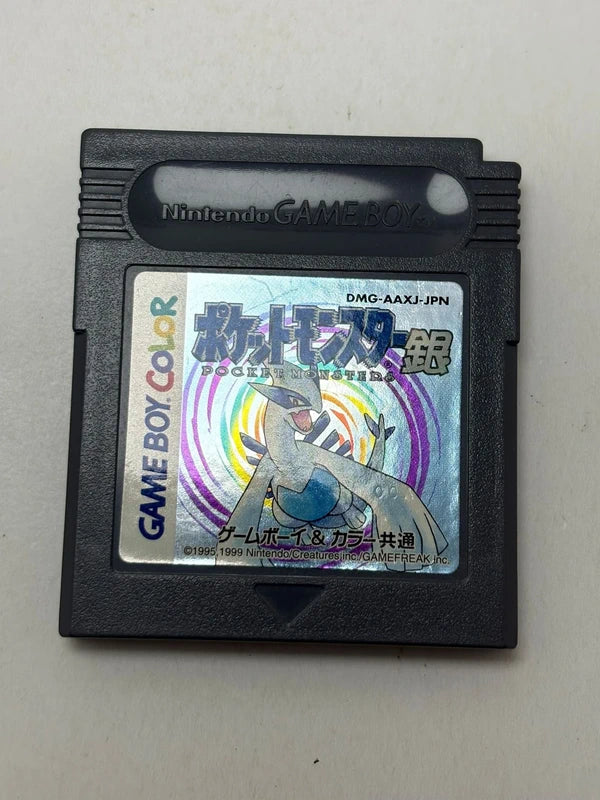 Nintendo GAME BOY™
DMG-AAXJ-JPN
ポケットモンスター銀
POCKET MONSTERS
GAME BOY COLOR
ゲームボーイ & カラー共通
©1995,1999 Nintendo/Creatures inc./GAMEFREAK inc.